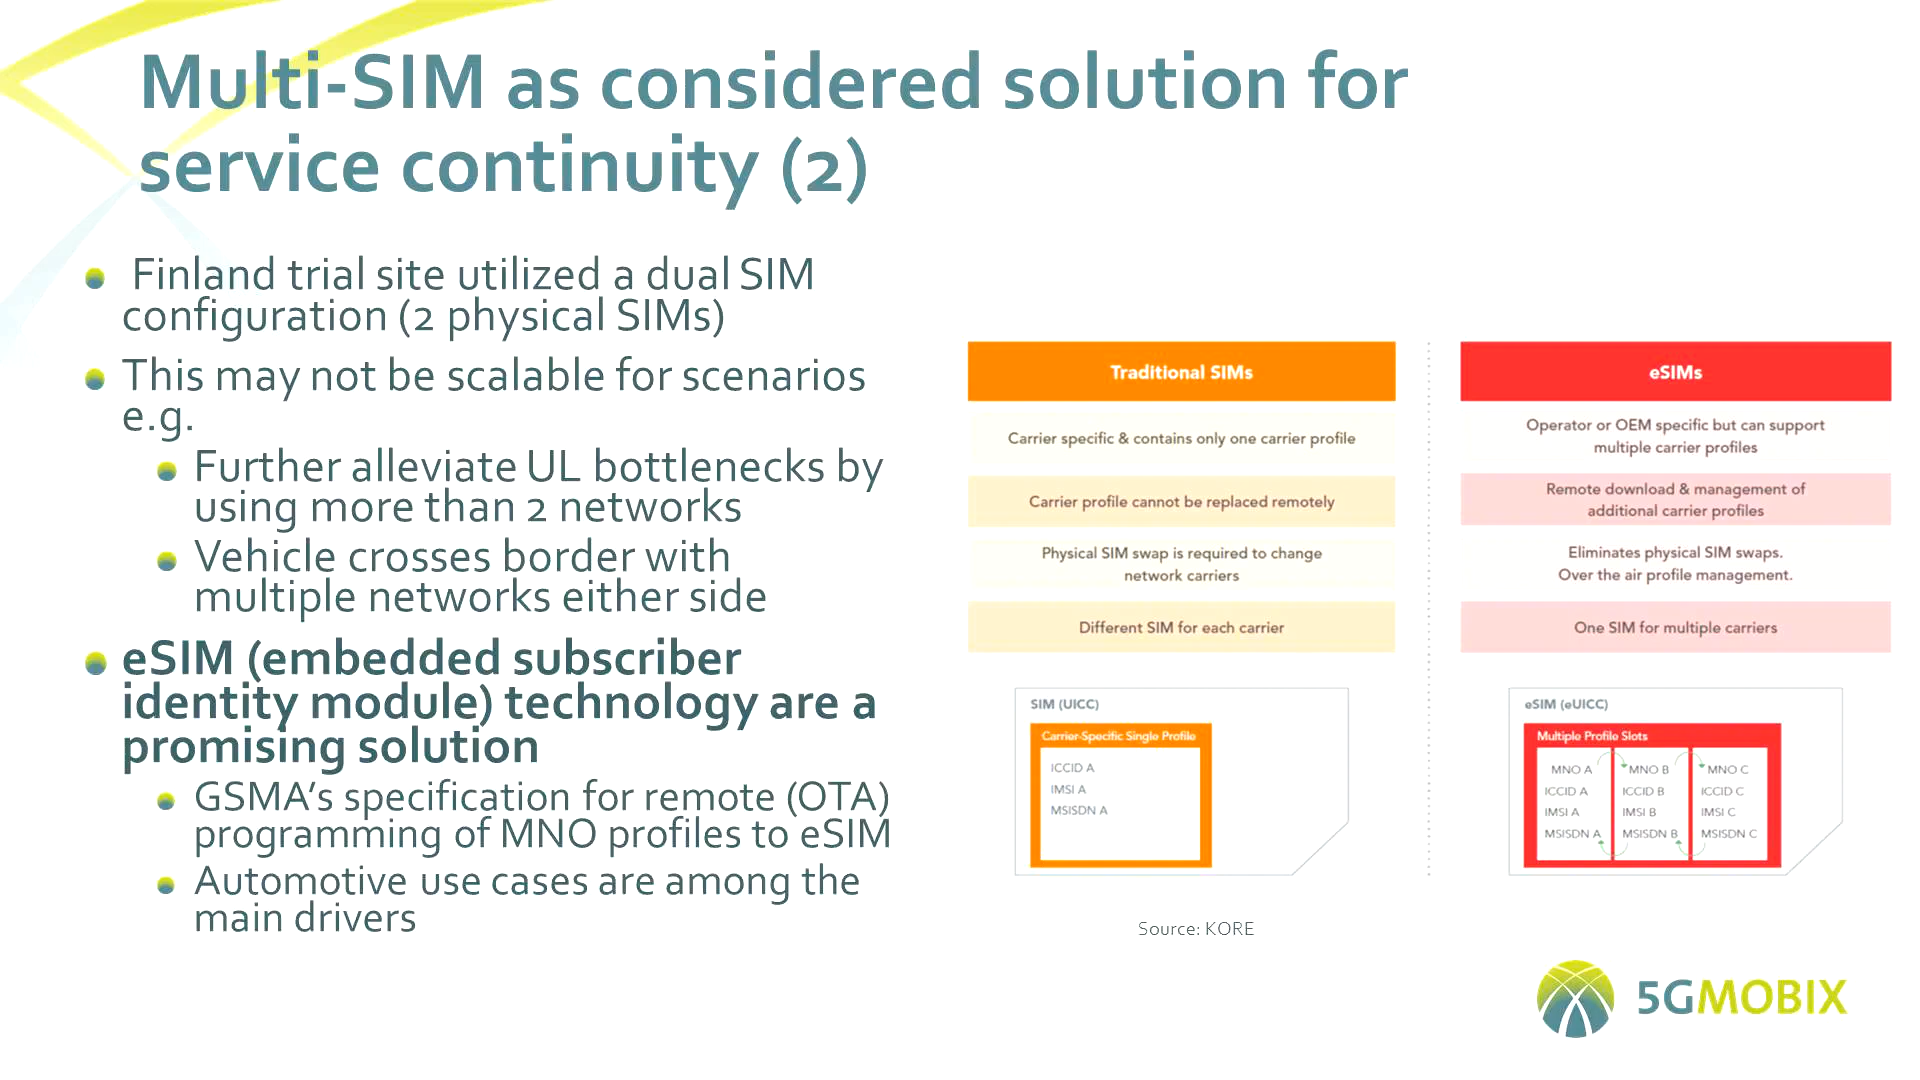 Multi-SIM as considered solution for
service continuity (2)
Finland trial site utilized a dual SIM
configuration (2 physical SIMs)
This may not be scalable for scenarios
e.g.
Further alleviate UL bottlenecks by
using more than 2 networks
Vehicle crosses border with
multiple networks either side
eSIM (embedded subscriber
identity module) technology are a
promising solution
GSMA’s specification for remote (OTA)
programming of MNO profiles to eSIM
Automotive use cases are among the
main drivers
Traditional SIMs
Carrier specific & contains only one carrier profile
Carrier profile cannot be replaced remotely
Physical SIM swap is required to change
network carriers
Different SIM for each carrier
SIM (UICC)
Carrier-Specific Single Profile
ICCID A
IMSI A
MSISDN A
eSIMs
Operator or OEM specific but can support
multiple carrier profiles
Remote download & management of
additional carrier profiles
Eliminates physical SIM swaps.
Over the air profile management.
One SIM for multiple carriers
eSIM (eUICC)
Multiple Profile Slots
MNO A
ICCID A
IMSI A
MSISDN A
MNO B
ICCID B
IMSI B
MSISDN B
MNO C
ICCID C
IMSI C
MSISDN C
Source: KORE
5GMOBIX